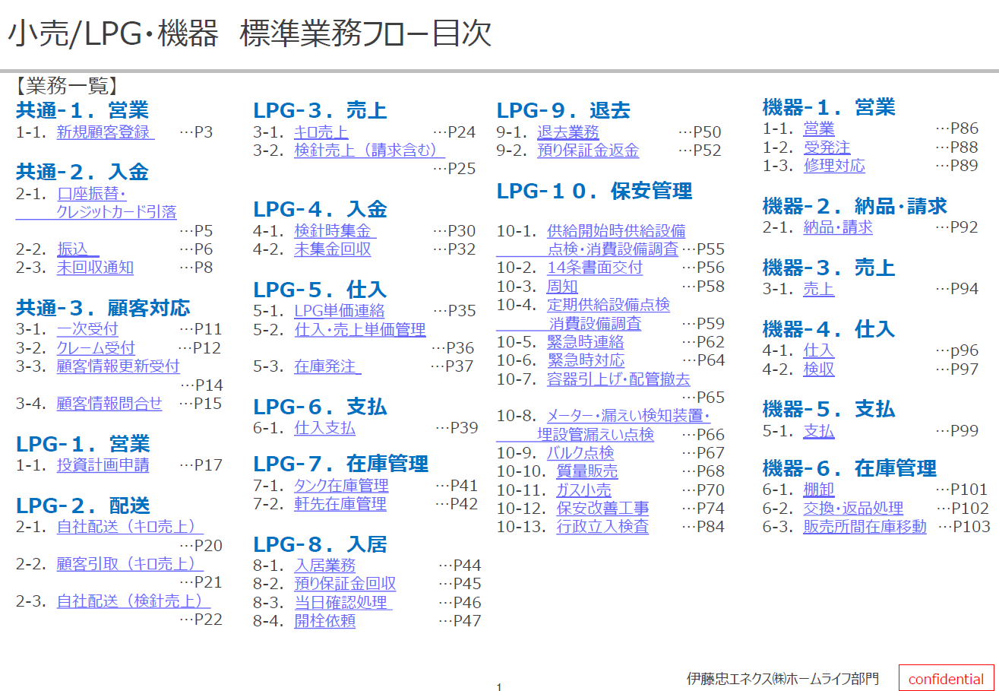 小売/LPG・機器　標準業務フロー目次
【業務一覧】
共通-１．営業
1-1. 新規顧客登録 …P3
共通-２．入金
2-1. 口座振替・
クレジットカード引落
…P5
2-2. 振込 …P6
2-3. 未回収通知 …P8
共通-３．顧客対応
3-1. 一次受付 …P11
3-2. クレーム受付 …P12
3-3. 顧客情報更新受付
…P14
3-4. 顧客情報問合せ …P15
LPG-１．営業
1-1. 投資計画申請 …P17
LPG-２．配送
2-1. 自社配送（キロ売上）
…P20
2-2. 顧客引取（キロ売上）
…P21
2-3. 自社配送（検針売上）
…P22
LPG-３．売上
3-1. キロ売上 …P24
3-2. 検針売上（請求含む）
…P25
LPG-４．入金
4-1. 検針時集金 …P30
4-2. 未集金回収 …P32
LPG-５．仕入
5-1. LPG単価連絡 …P35
5-2. 仕入・売上単価管理
…P36
5-3. 在庫発注 …P37
LPG-６．支払
6-1. 仕入支払 …P39
LPG-７．在庫管理
7-1. タンク在庫管理 …P41
7-2. 軒先在庫管理 …P42
LPG-８．入居
8-1. 入居業務 …P44
8-2. 預り保証金回収 …P45
8-3. 当日確認処理 …P46
8-4. 開栓依頼 …P47
LPG-９．退去
9-1. 退去業務 …P50
9-2. 預り保証金返金 …P52
LPG-１０．保安管理
10-1. 供給開始時供給設備
点検・消費設備調査 …P55
10-2. 14条書面交付 …P56
10-3. 周知 …P58
10-4. 定期供給設備点検
消費設備調査 …P59
10-5. 緊急時連絡 …P62
10-6. 緊急時対応 …P64
10-7. 容器引上げ・配管撤去
…P65
10-8. メーター・漏えい検知装置・
埋設管漏えい点検 …P66
10-9. バルク点検 …P67
10-10. 質量販売 …P68
10-11. ガス小売 …P70
10-12. 保安改善工事 …P74
10-13. 行政立入検査 …P84
機器-１．営業
1-1. 営業 …P86
1-2. 受発注 …P88
1-3. 修理対応 …P89
機器-２．納品・請求
2-1. 納品・請求 …P92
機器-３．売上
3-1. 売上 …P94
機器-４．仕入
4-1. 仕入 …p96
4-2. 検収 …P97
機器-５．支払
5-1. 支払 …P99
機器-６．在庫管理
6-1. 棚卸 …P101
6-2. 交換・返品処理 …P102
6-3. 販売所間在庫移動 …P103
1
伊藤忠エネクス㈱ホームライフ部門
confidential